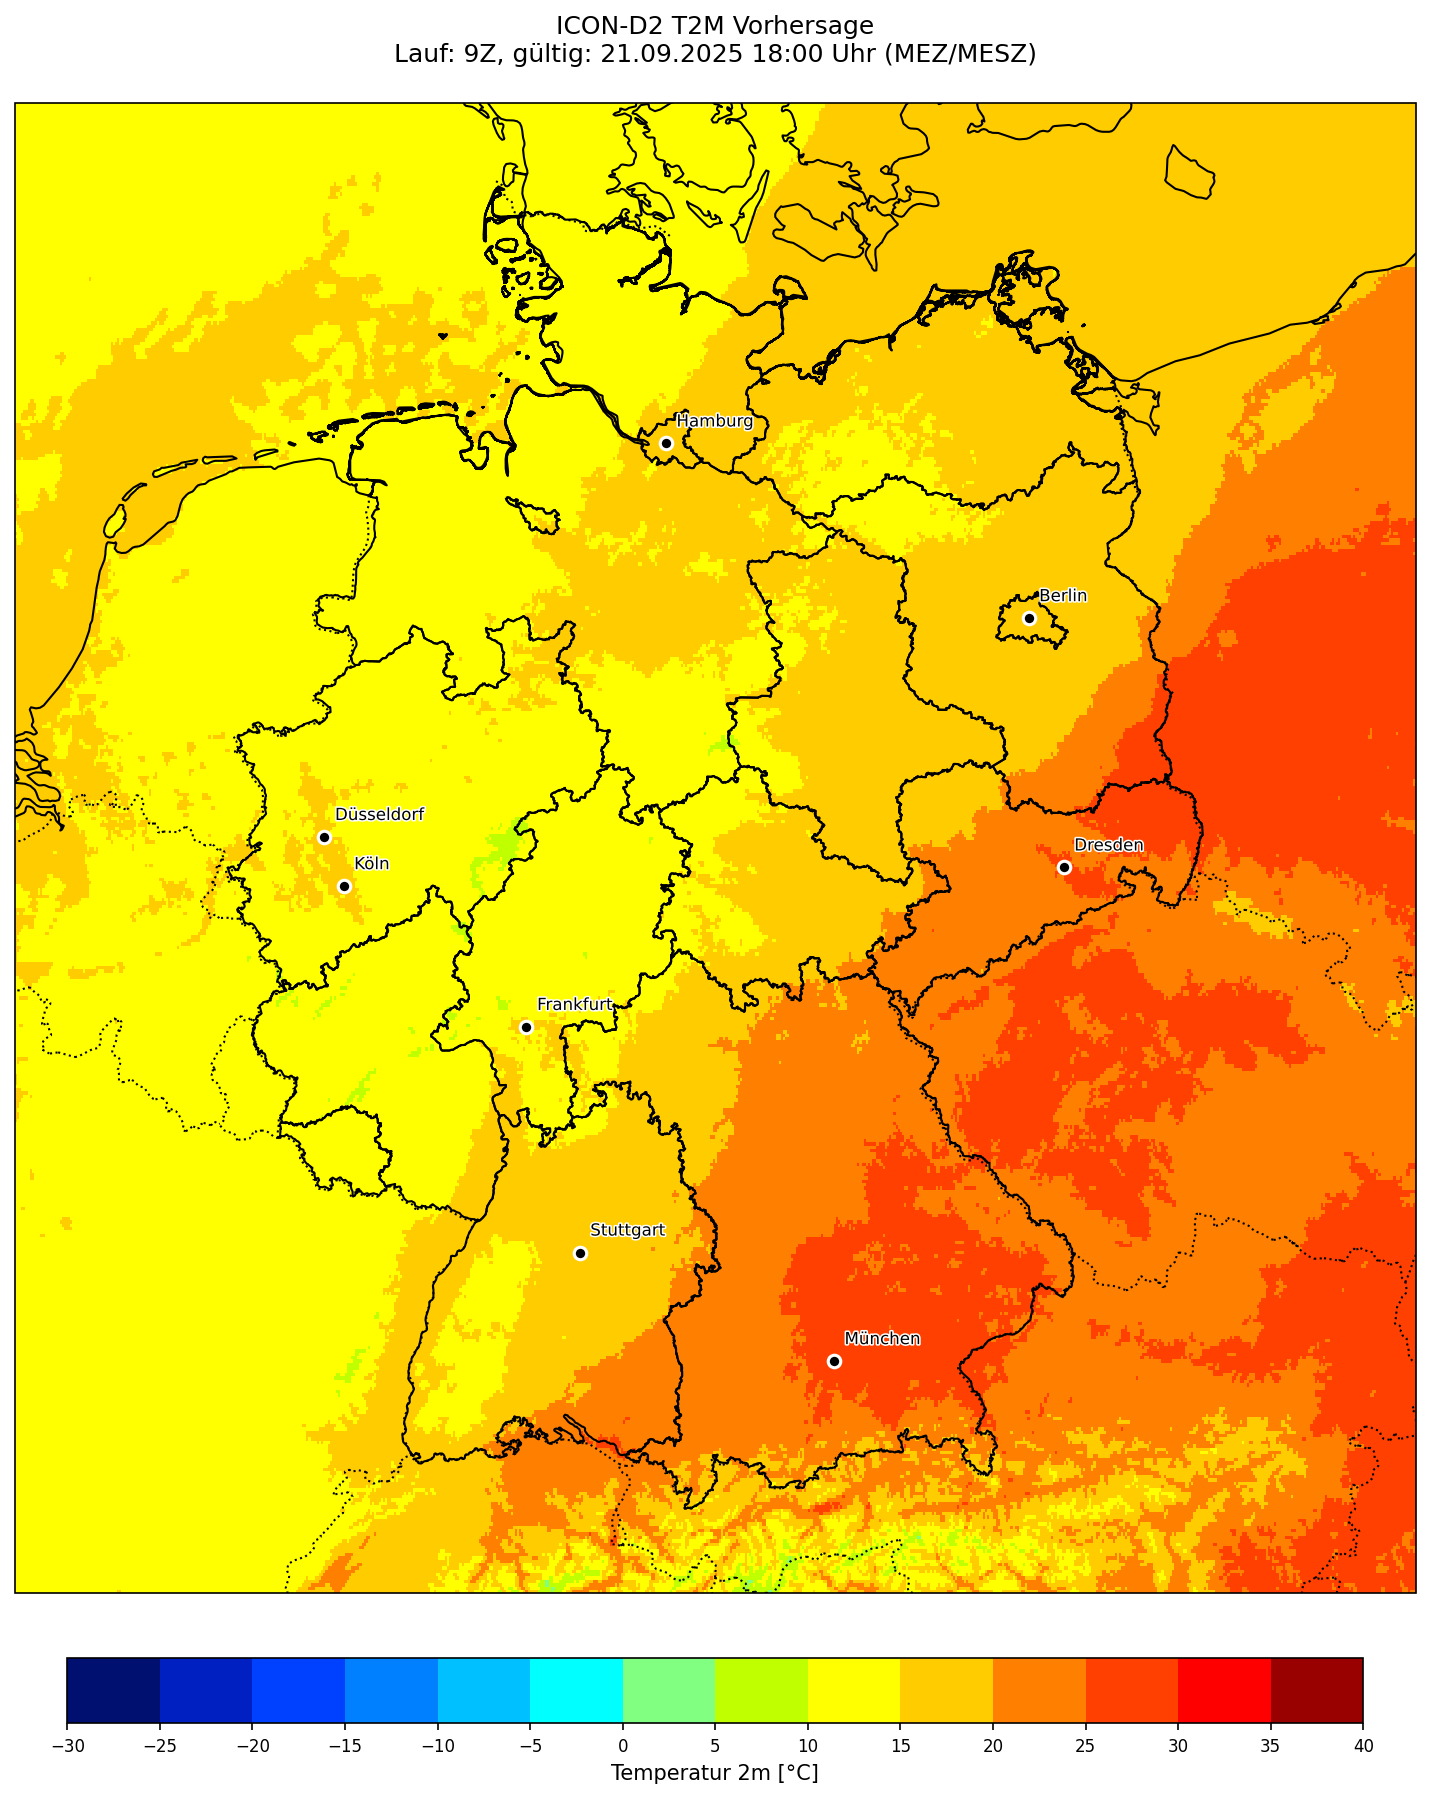 ICON-D2 T2M Vorhersage
Lauf: 9Z, gültig: 21.09.2025 18:00 Uhr (MEZ/MESZ)
Hamburg
Berlin
Düsseldorf
Dresden
Köln
Frankfurt
Stuttgart
München
−30 −25 −20 −15 −10 −5 0 5 10 15 20 25 30 35 40
Temperatur 2m [°C]